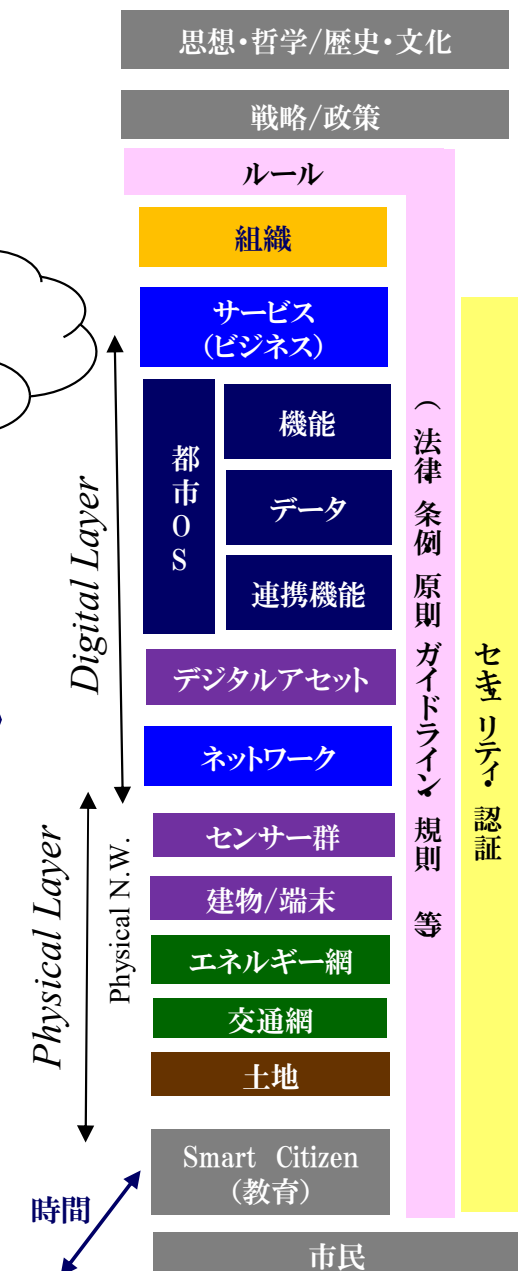 思想・哲学/歴史・文化
戦略/政策
ルール
組織
サービス
(ビジネス)
都市OS
機能
データ
連携機能
デジタルアセット
ネットワーク
センサー群
建物/端末
エネルギー網
交通網
土地
Smart Citizen
(教育)
市民
Digital Layer
Physical Layer
Physical N.W.
時間
(法律 条例 原則 ガイドライン 規則 等
セキュリティ・認証